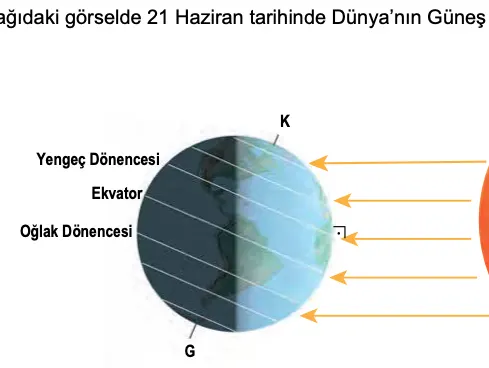 ağıdaki görselde 21 Haziran tarihinde Dünya’nın Güneş
K
Yengeç Dönencesi
Ekvator
Oğlak Dönencesi
G